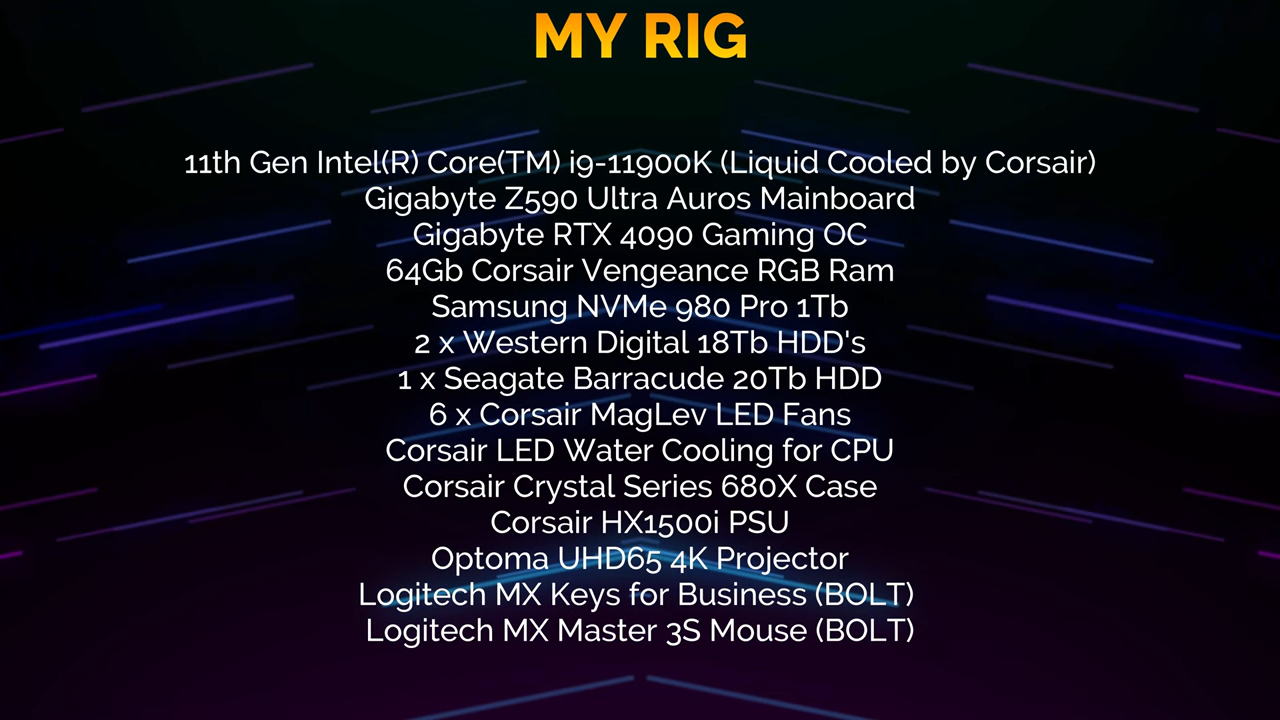 MY RIG
11th Gen Intel(R) Core(TM) i9-11900K (Liquid Cooled by Corsair)
Gigabyte Z590 Ultra Auros Mainboard
Gigabyte RTX 4090 Gaming OC
64Gb Corsair Vengeance RGB Ram
Samsung NVMe 980 Pro 1Tb
2 x Western Digital 18Tb HDD's
1 x Seagate Barracude 20Tb HDD
6 x Corsair MagLev LED Fans
Corsair LED Water Cooling for CPU
Corsair Crystal Series 680X Case
Corsair HX1500i PSU
Optoma UHD65 4K Projector
Logitech MX Keys for Business (BOLT)
Logitech MX Master 3S Mouse (BOLT)